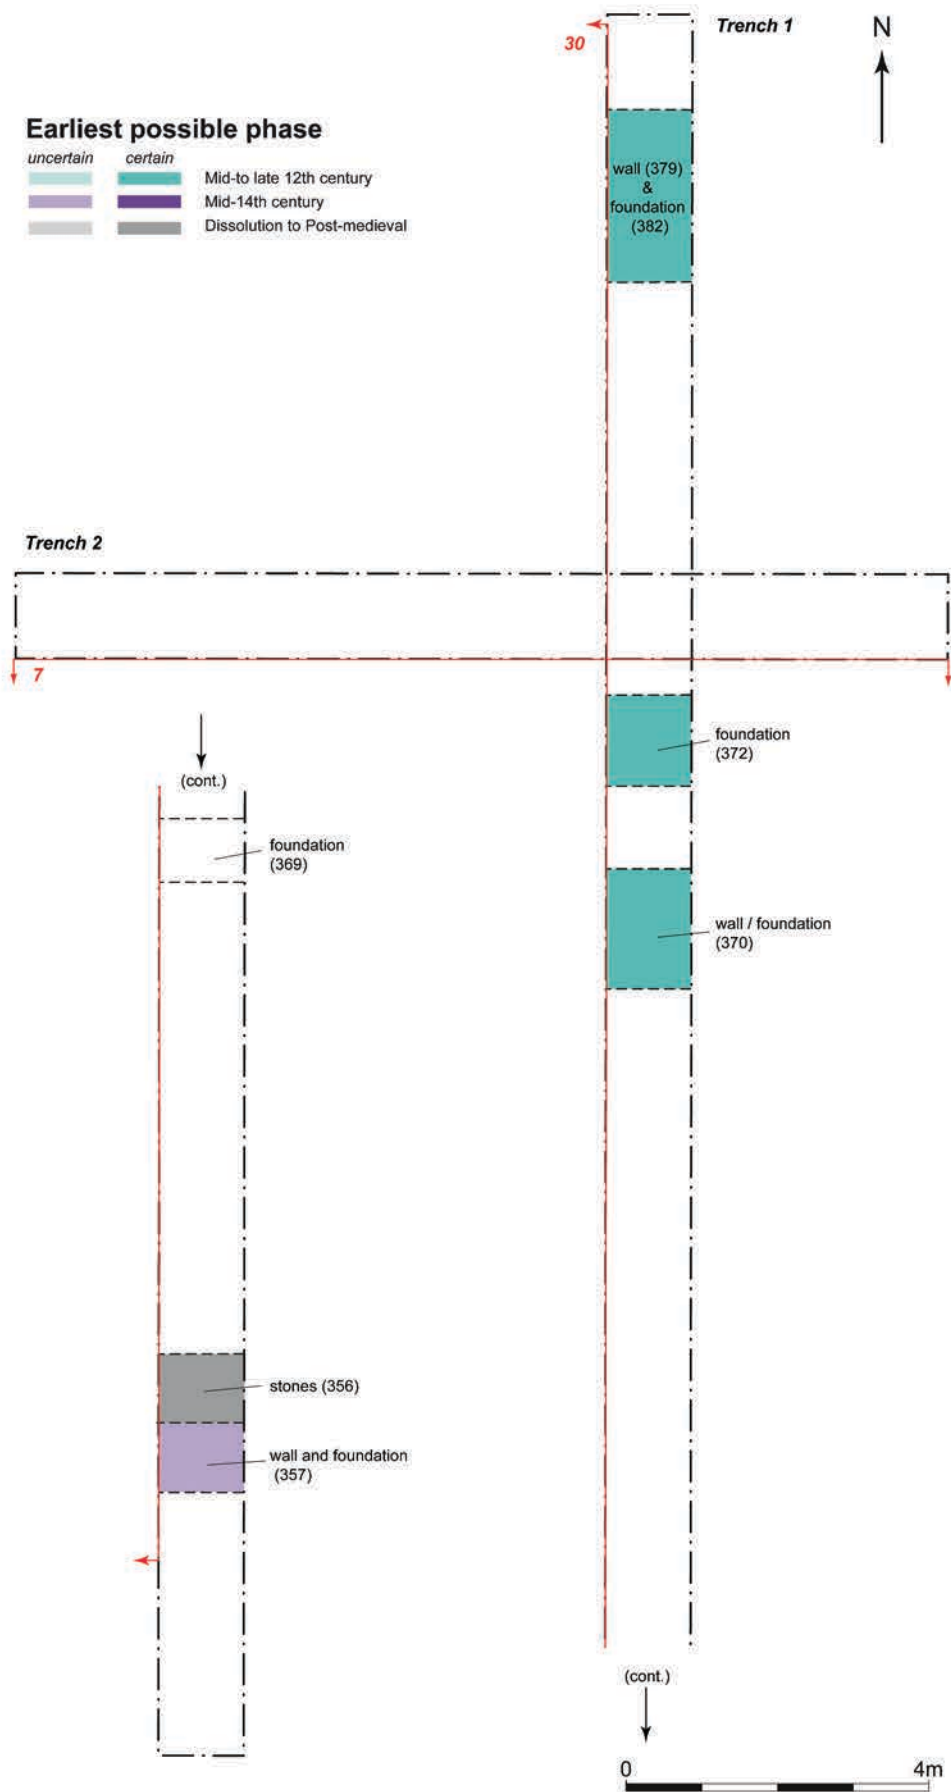 Trench 1
N
30
Earliest possible phase
uncertain certain
Mid-to late 12th century
Mid-14th century
Dissolution to Post-medieval
wall (379)
&
foundation
(382)
Trench 2
7
foundation
(372)
(cont.)
foundation
(369)
wall / foundation
(370)
stones (356)
wall and foundation
(357)
(cont.)
0 4m